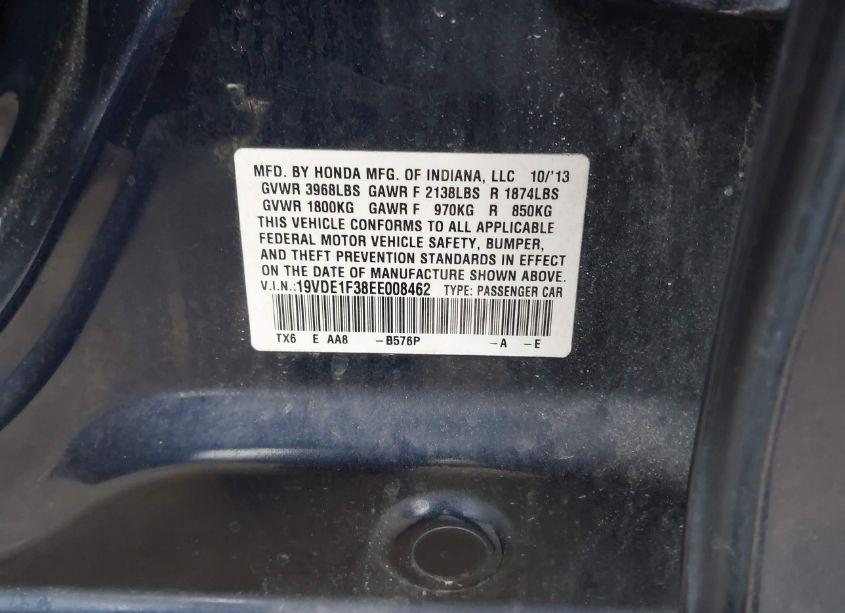 MFD. BY HONDA MFG. OF INDIANA, LLC 10/'13
GVWR 3968LBS GAWR F 2138LBS R 1874LBS
GVWR 1800KG GAWR F 970KG R 850KG
THIS VEHICLE CONFORMS TO ALL APPLICABLE
FEDERAL MOTOR VEHICLE SAFETY, BUMPER,
AND THEFT PREVENTION STANDARDS IN EFFECT
ON THE DATE OF MANUFACTURE SHOWN ABOVE.
V.I.N.:19VDE1F38EE008462 TYPE: PASSENGER CAR
TX6 E AA8 -B576P -A -E